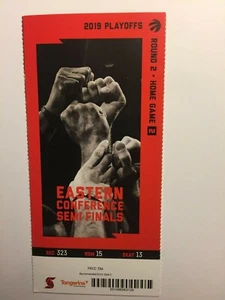 2019 PLAYOFFS
ROUND 2 • HOME GAME 2
EASTERN
CONFERENCE
SEMI FINALS
SEC 323
ROW 15
SEAT 13
Tangerine